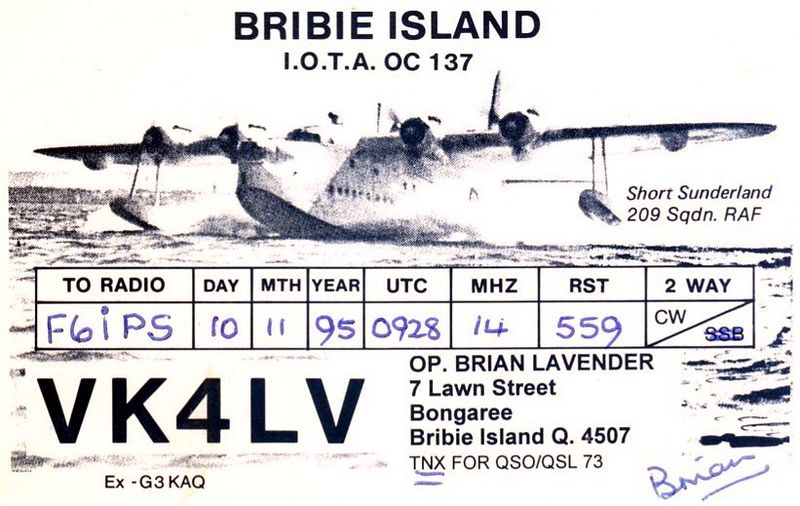 BRIBIE ISLAND
I.O.T.A. OC 137
Short Sunderland
209 Sqdn. RAF
TO RADIO DAY MTH YEAR UTC MHZ RST 2 WAY
F6iPS 10 11 95 0928 14 559 CW SSB
VK4LV
Ex -G3KAQ
OP. BRIAN LAVENDER
7 Lawn Street
Bongaree
Bribie Island Q. 4507
TNX FOR QSO/QSL 73
Brian